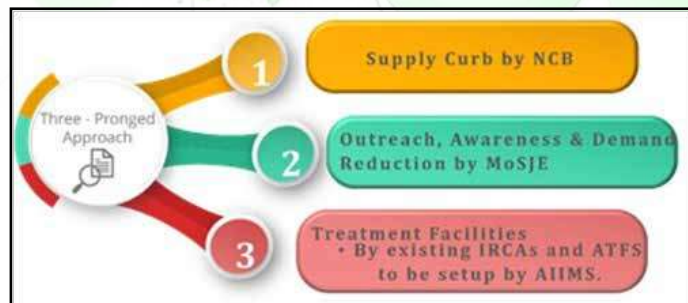 Three - Pronged
Approach
1
Supply Curb by NCB
2
Outreach, Awareness & Demand
Reduction by MoSJE
3
Treatment Facilities
• By existing IRCAs and ATFS
to be setup by AIIMS.